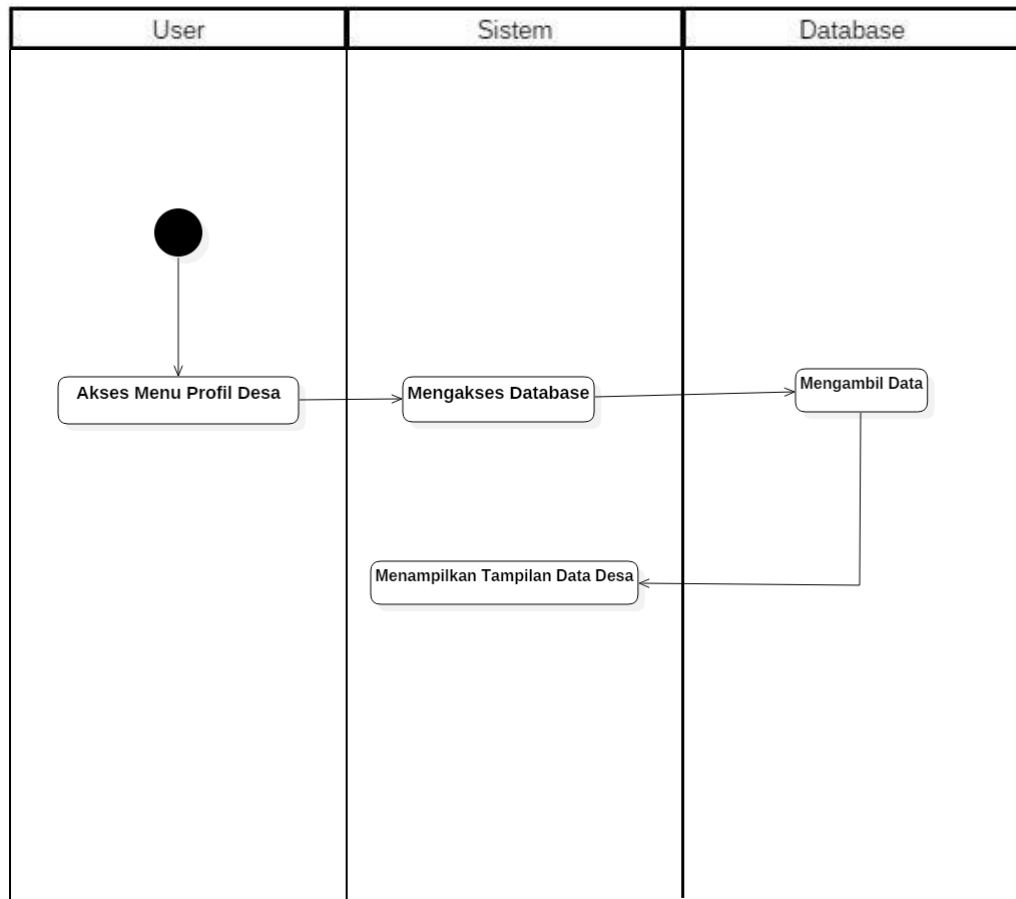 User
Sistem
Database
Akses Menu Profil Desa
Mengakses Database
Mengambil Data
Menampilkan Tampilan Data Desa